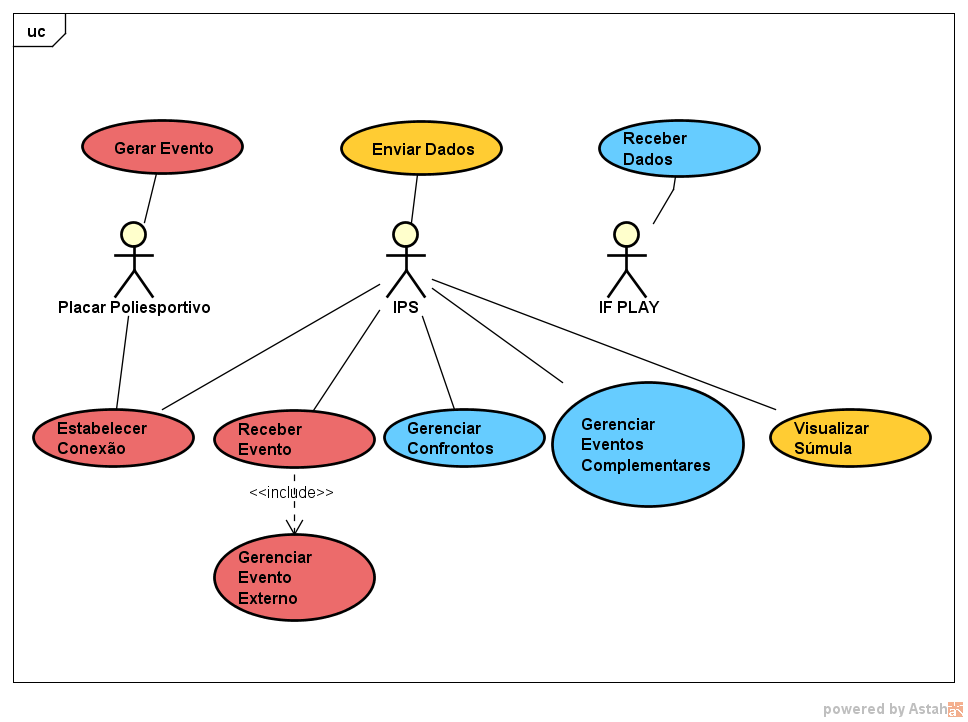 uc
Gerar Evento
Enviar Dados
Receber
Dados
Placar Poliesportivo
IPS
IF PLAY
Estabelecer
Conexão
Receber
Evento
Gerenciar
Confrontos
Gerenciar
Eventos
Complementares
Visualizar
Súmula
<<include>>
Gerenciar
Evento
Externo
powered by Astah